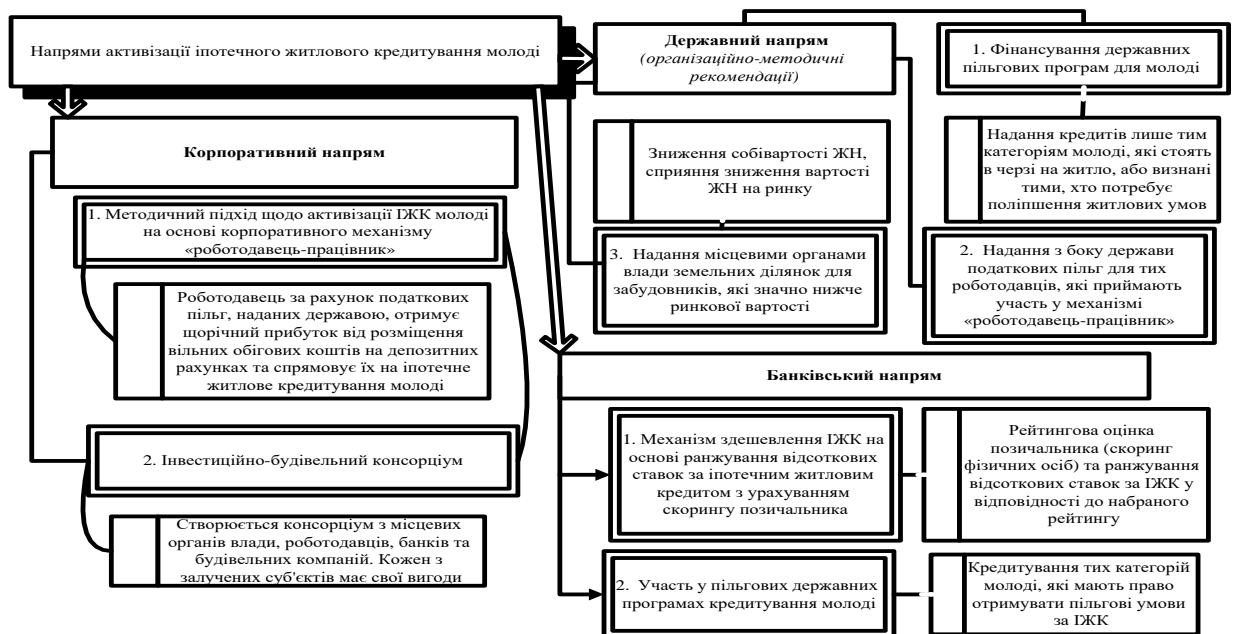 Напрями активізації іпотечного житлового кредитування молоді
Державний напрям
(організаційно-методичні
рекомендації)
1. Фінансування державних
пільгових програм для молоді
Корпоративний напрям
Зниження собівартості ЖН,
сприяння зниження вартості
ЖН на ринку
Надання кредитів лише тим
категоріям молоді, які стоять
в черзі на житло, або визнані
тими, хто потребує
поліпшення житлових умов
1. Методичний підхід щодо активізації ІЖК молоді
на основі корпоративного механізму
«роботодавець-працівник»
3. Надання місцевими органами
влади земельних ділянок для
забудовників, які значно нижче
ринкової вартості
2. Надання з боку держави
податкових пільг для тих
роботодавців, які приймають
участь у механізмі
«роботодавець-працівник»
Роботодавець за рахунок податкових
пільг, наданих державою, отримує
щорічний прибуток від розміщення
вільних обігових коштів на депозитних
рахунках та спрямовує їх на іпотечне
житлове кредитування молоді
Банківський напрям
2. Інвестиційно-будівельний консорціум
1. Механізм здешевлення ІЖК на
основі ранжування відсоткових
ставок за іпотечним житловим
кредитом з урахуванням
скорингу позичальника
Рейтингова оцінка
позичальника (скоринг
фізичних осіб) та ранжування
відсоткових ставок за ІЖК у
відповідності до набраного
рейтингу
Створюється консорціум з місцевих
органів влади, роботодавців, банків та
будівельних компаній. Кожен з
залучених суб'єктів має свої вигоди
2. Участь у пільгових державних
програмах кредитування молоді
Кредитування тих категорій
молоді, які мають право
отримувати пільгові умови
за ІЖК